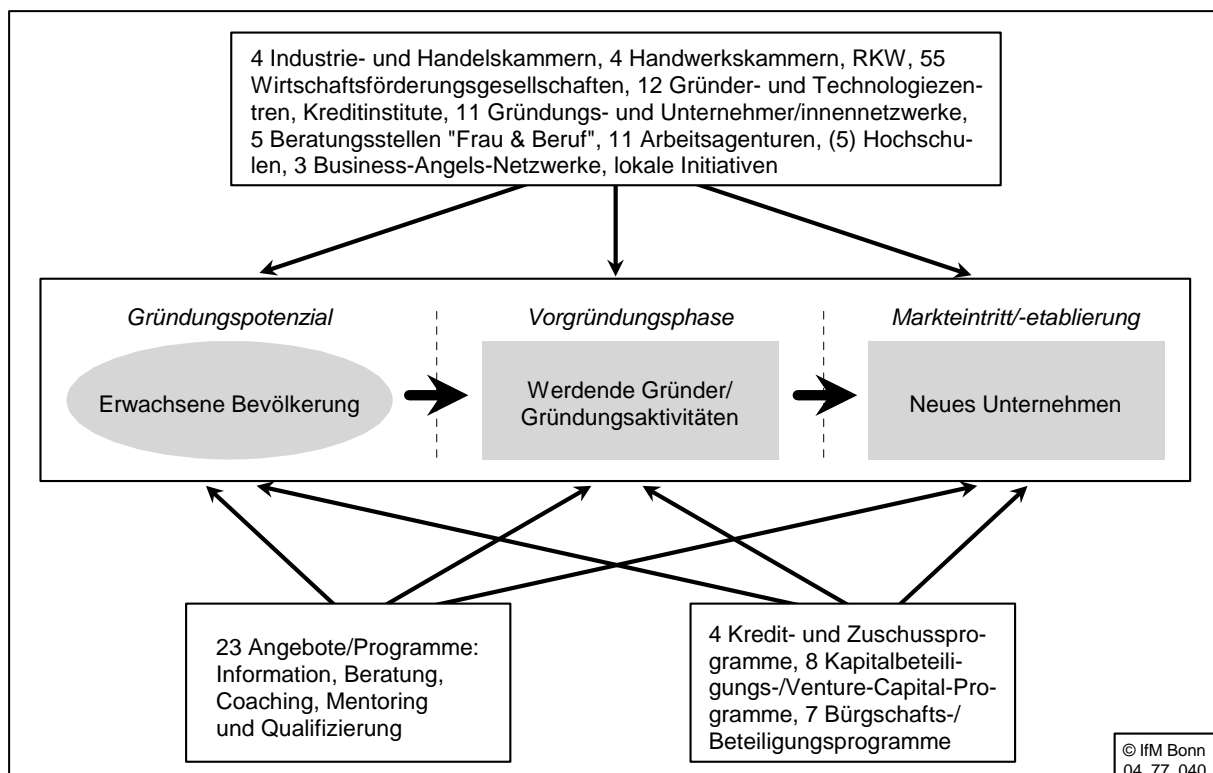 4 Industrie- und Handelskammern, 4 Handwerkskammern, RKW, 55
Wirtschaftsförderungsgesellschaften, 12 Gründer- und Technologiezen-
tren, Kreditinstitute, 11 Gründungs- und Unternehmer/innennetzwerke,
5 Beratungsstellen "Frau & Beruf", 11 Arbeitsagenturen, (5) Hochschu-
len, 3 Business-Angels-Netzwerke, lokale Initiativen
Gründungspotenzial
Vorgründungsphase
Markteintritt/-etablierung
Erwachsene Bevölkerung
Werdende Gründer/
Gründungsaktivitäten
Neues Unternehmen
23 Angebote/Programme:
Information, Beratung,
Coaching, Mentoring
und Qualifizierung
4 Kredit- und Zuschusspro-
gramme, 8 Kapitalbeteili-
gungs-/Venture-Capital-Pro-
gramme, 7 Bürgschafts-/
Beteiligungsprogramme
© IfM Bonn
04 77 040